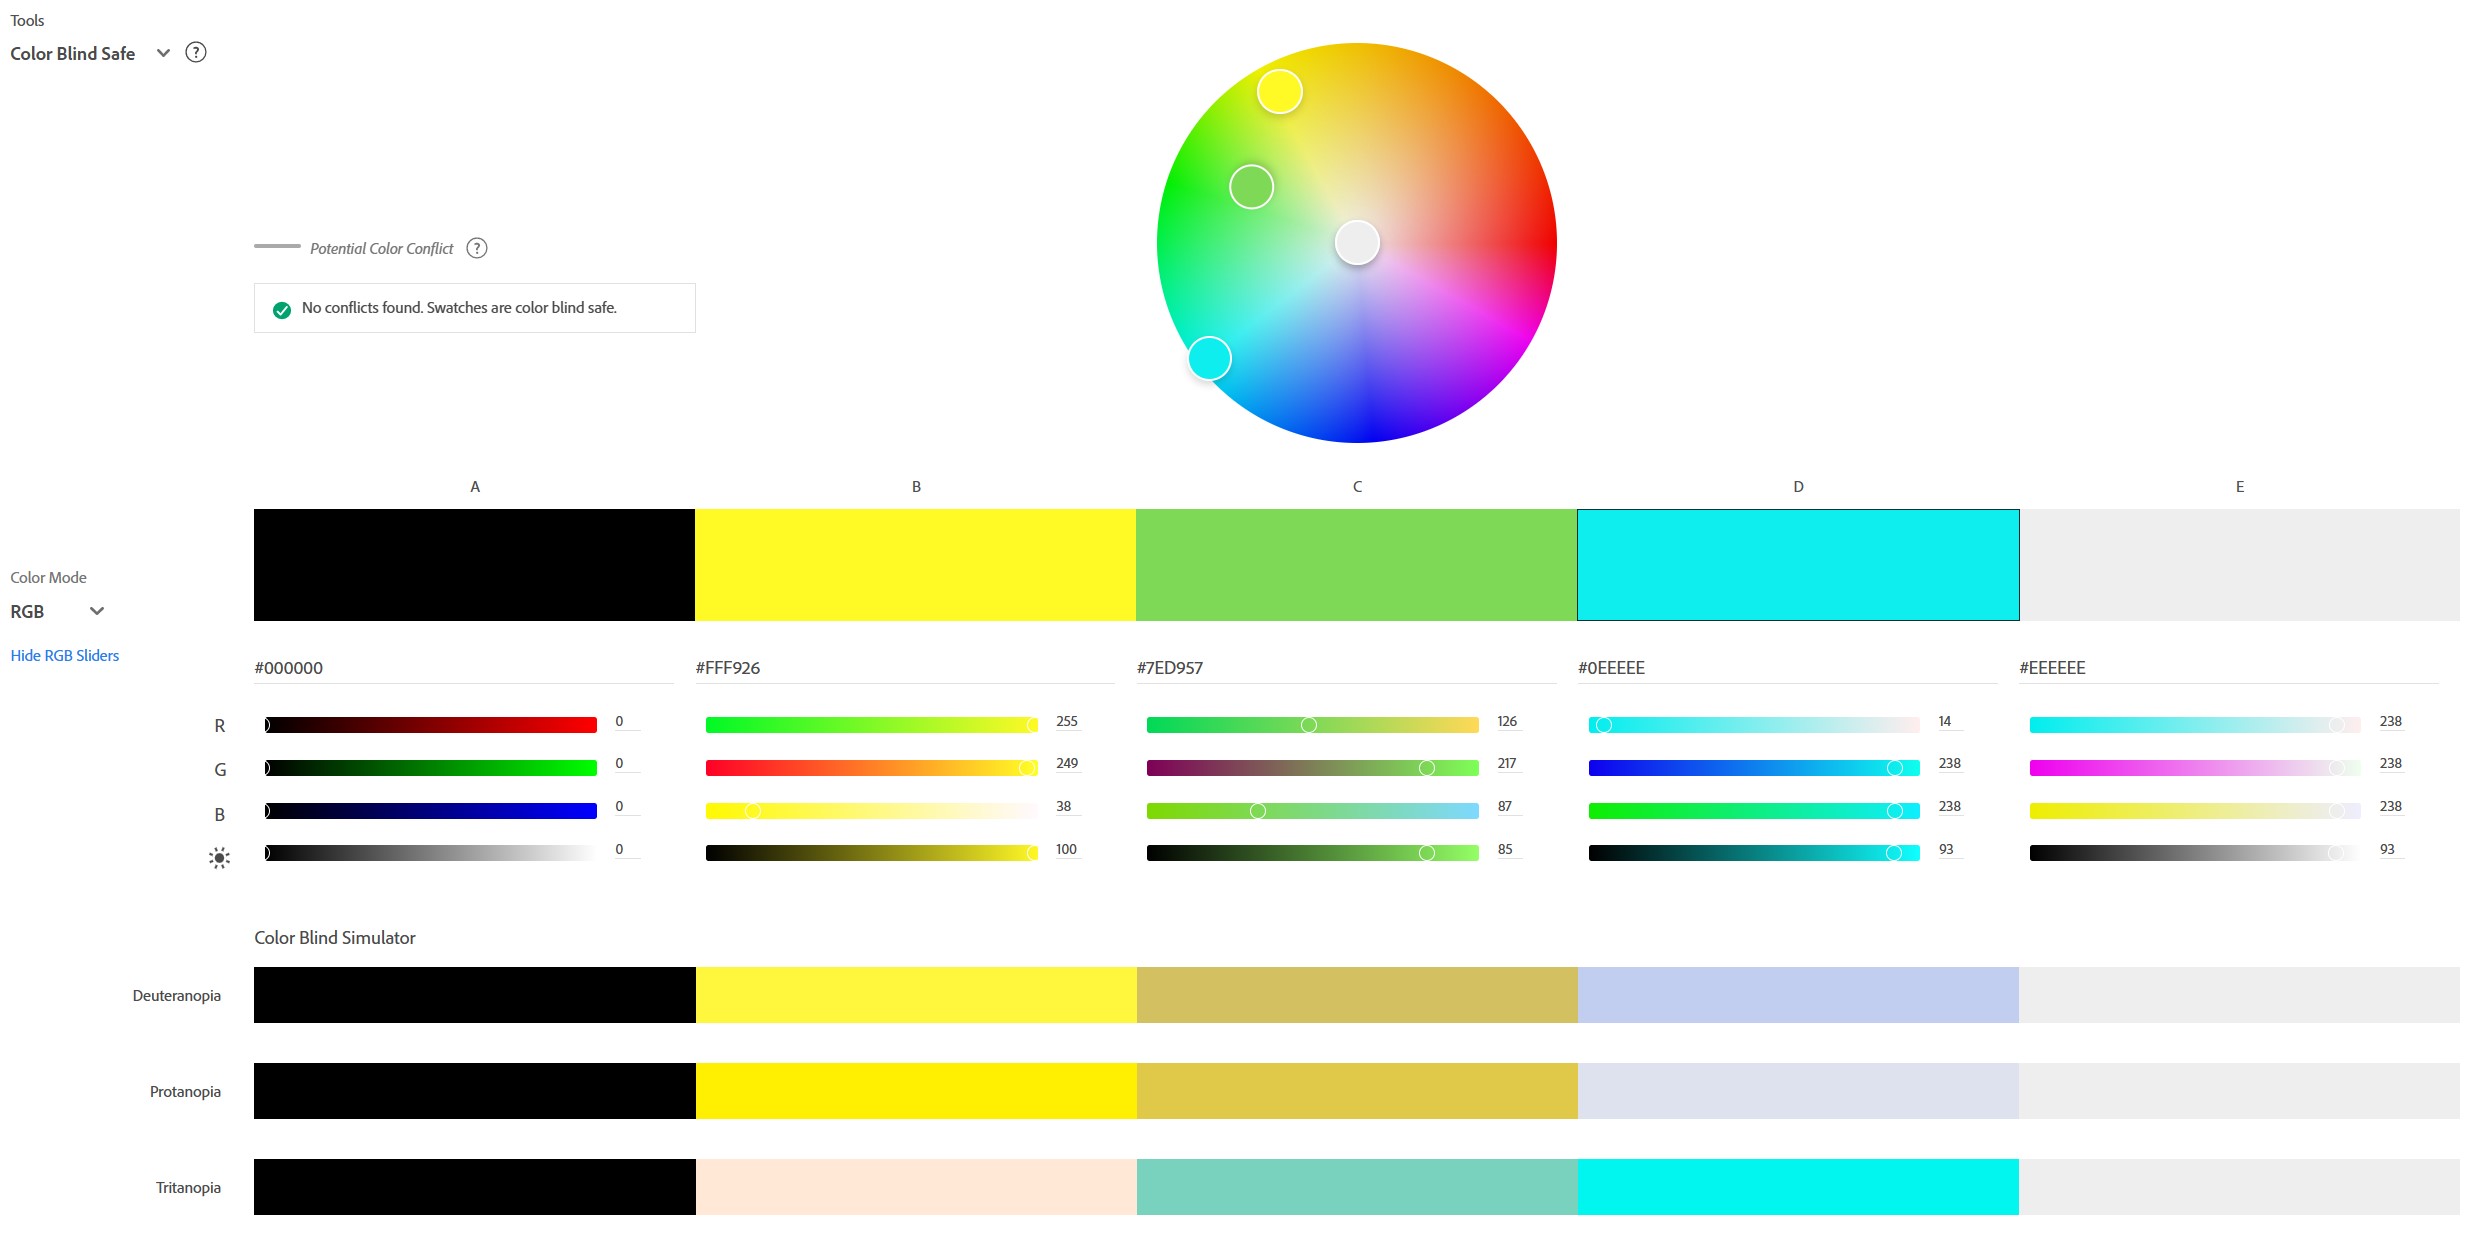 Tools
Color Blind Safe
?
Potential Color Conflict ?
No conflicts found. Swatches are color blind safe.
A B C D E
Color Mode
RGB
Hide RGB Sliders
#000000 #FFF926 #7ED957 #0EEEEE #EEEEEE
R 0 255 126 14 238
G 0 249 217 238 238
B 0 38 87 238 238
0 100 85 93 93
Color Blind Simulator
Deuteranopia
Protanopia
Tritanopia